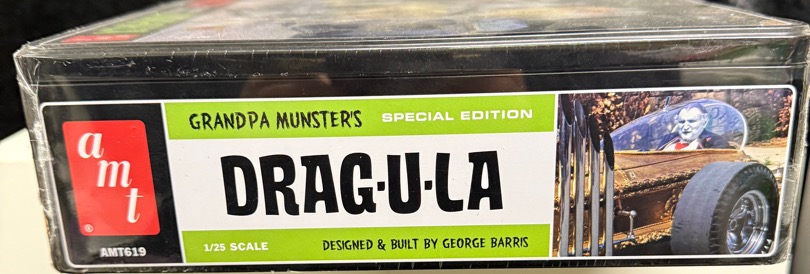 amt
®
AMT619
GRANDPA MUNSTER'S SPECIAL EDITION
DRAG·U·LA
1/25 SCALE DESIGNED & BUILT BY GEORGE BARRIS